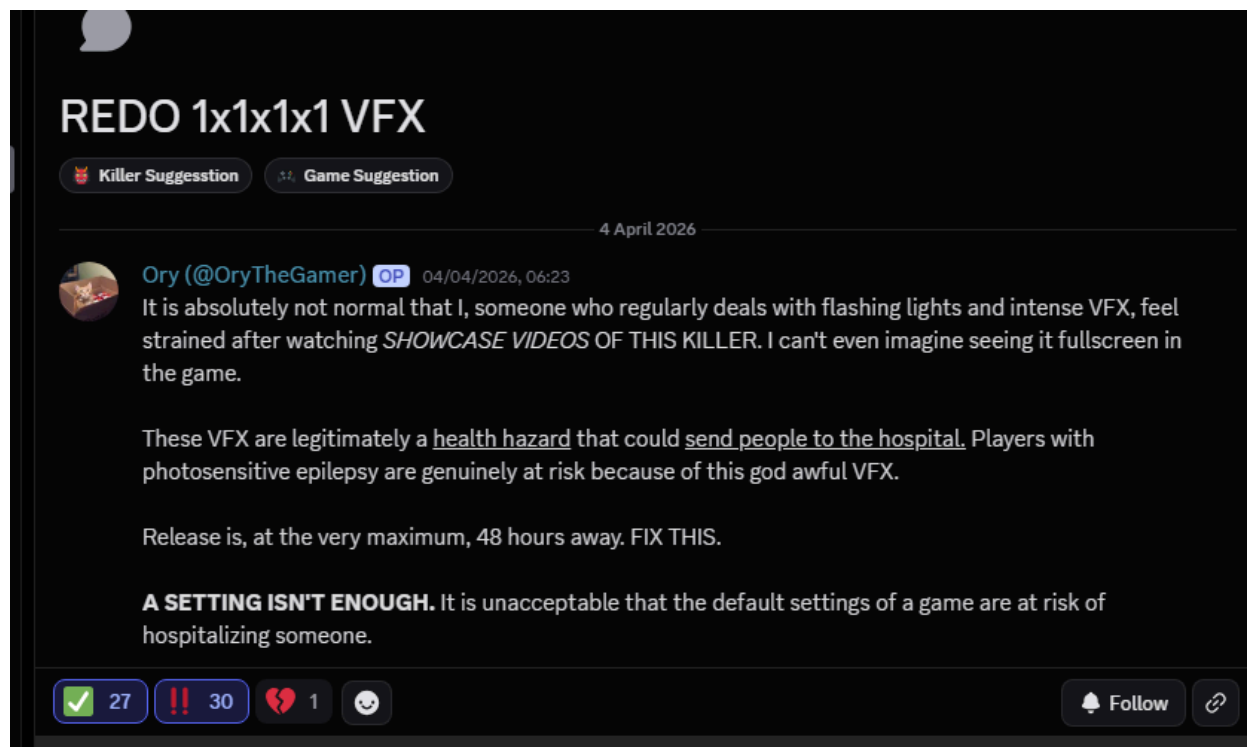 REDO 1x1x1x1 VFX
Killer Suggesstion
Game Suggestion
4 April 2026
Ory (@OryTheGamer) OP 04/04/2026, 06:23
It is absolutely not normal that I, someone who regularly deals with flashing lights and intense VFX, feel
strained after watching SHOWCASE VIDEOS OF THIS KILLER. I can't even imagine seeing it fullscreen in
the game.
These VFX are legitimately a health hazard that could send people to the hospital. Players with
photosensitive epilepsy are genuinely at risk because of this god awful VFX.
Release is, at the very maximum, 48 hours away. FIX THIS.
A SETTING ISN'T ENOUGH. It is unacceptable that the default settings of a game are at risk of
hospitalizing someone.
27 30 1 Follow